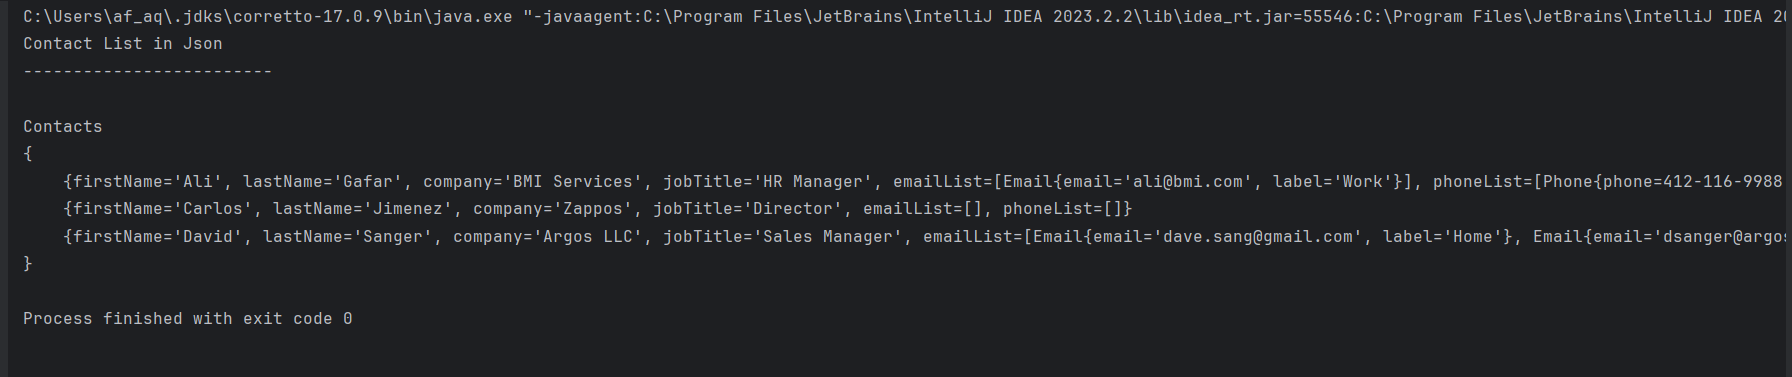 C:\Users\af_aq\.jdks\corretto-17.0.9\bin\java.exe "-javaagent:C:\Program Files\JetBrains\IntelliJ IDEA 2023.2.2\lib\idea_rt.jar=55546:C:\Program Files\JetBrains\IntelliJ IDEA
Contact List in Json
-------------------------
Contacts
{
{firstName='Ali', lastName='Gafar', company='BMI Services', jobTitle='HR Manager', emailList=[Email{email='ali@bmi.com', label='Work'}], phoneList=[Phone{phone=412-116-9988
{firstName='Carlos', lastName='Jimenez', company='Zappos', jobTitle='Director', emailList=[], phoneList=[]}
{firstName='David', lastName='Sanger', company='Argos LLC', jobTitle='Sales Manager', emailList=[Email{email='dave.sang@gmail.com', label='Home'}, Email{email='dsanger@argos
}
Process finished with exit code 0